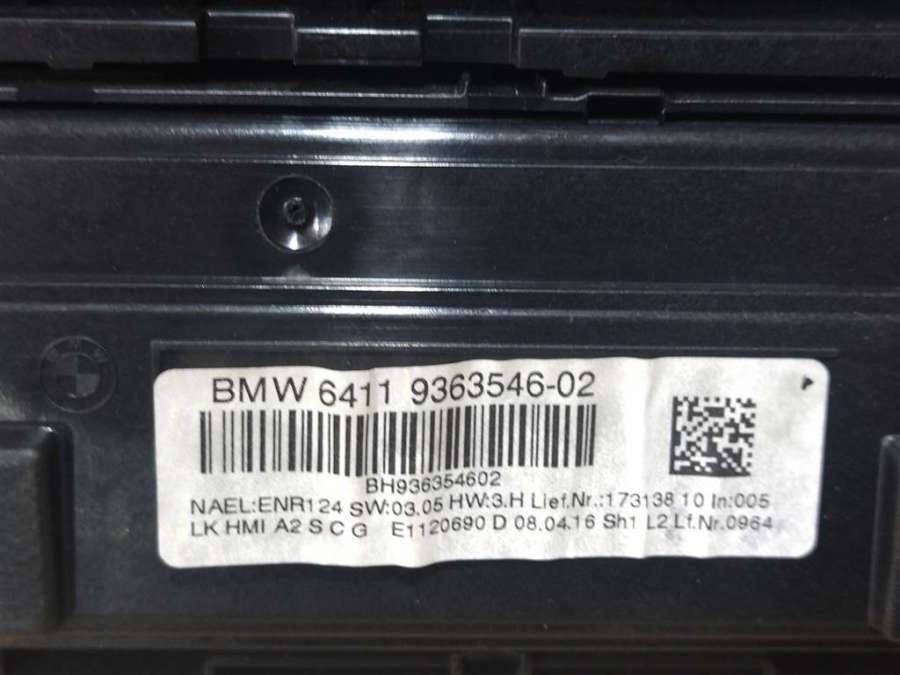 BMW 6411 9363546-02
BH936354602
NAEL:ENR124 SW:03.05 HW:3.H Lief.Nr.:173138 10 In:005
LK HMI A2 S C G E1120690 D 08.04.16 Sh1 L2 Lf.Nr.0964
BMW